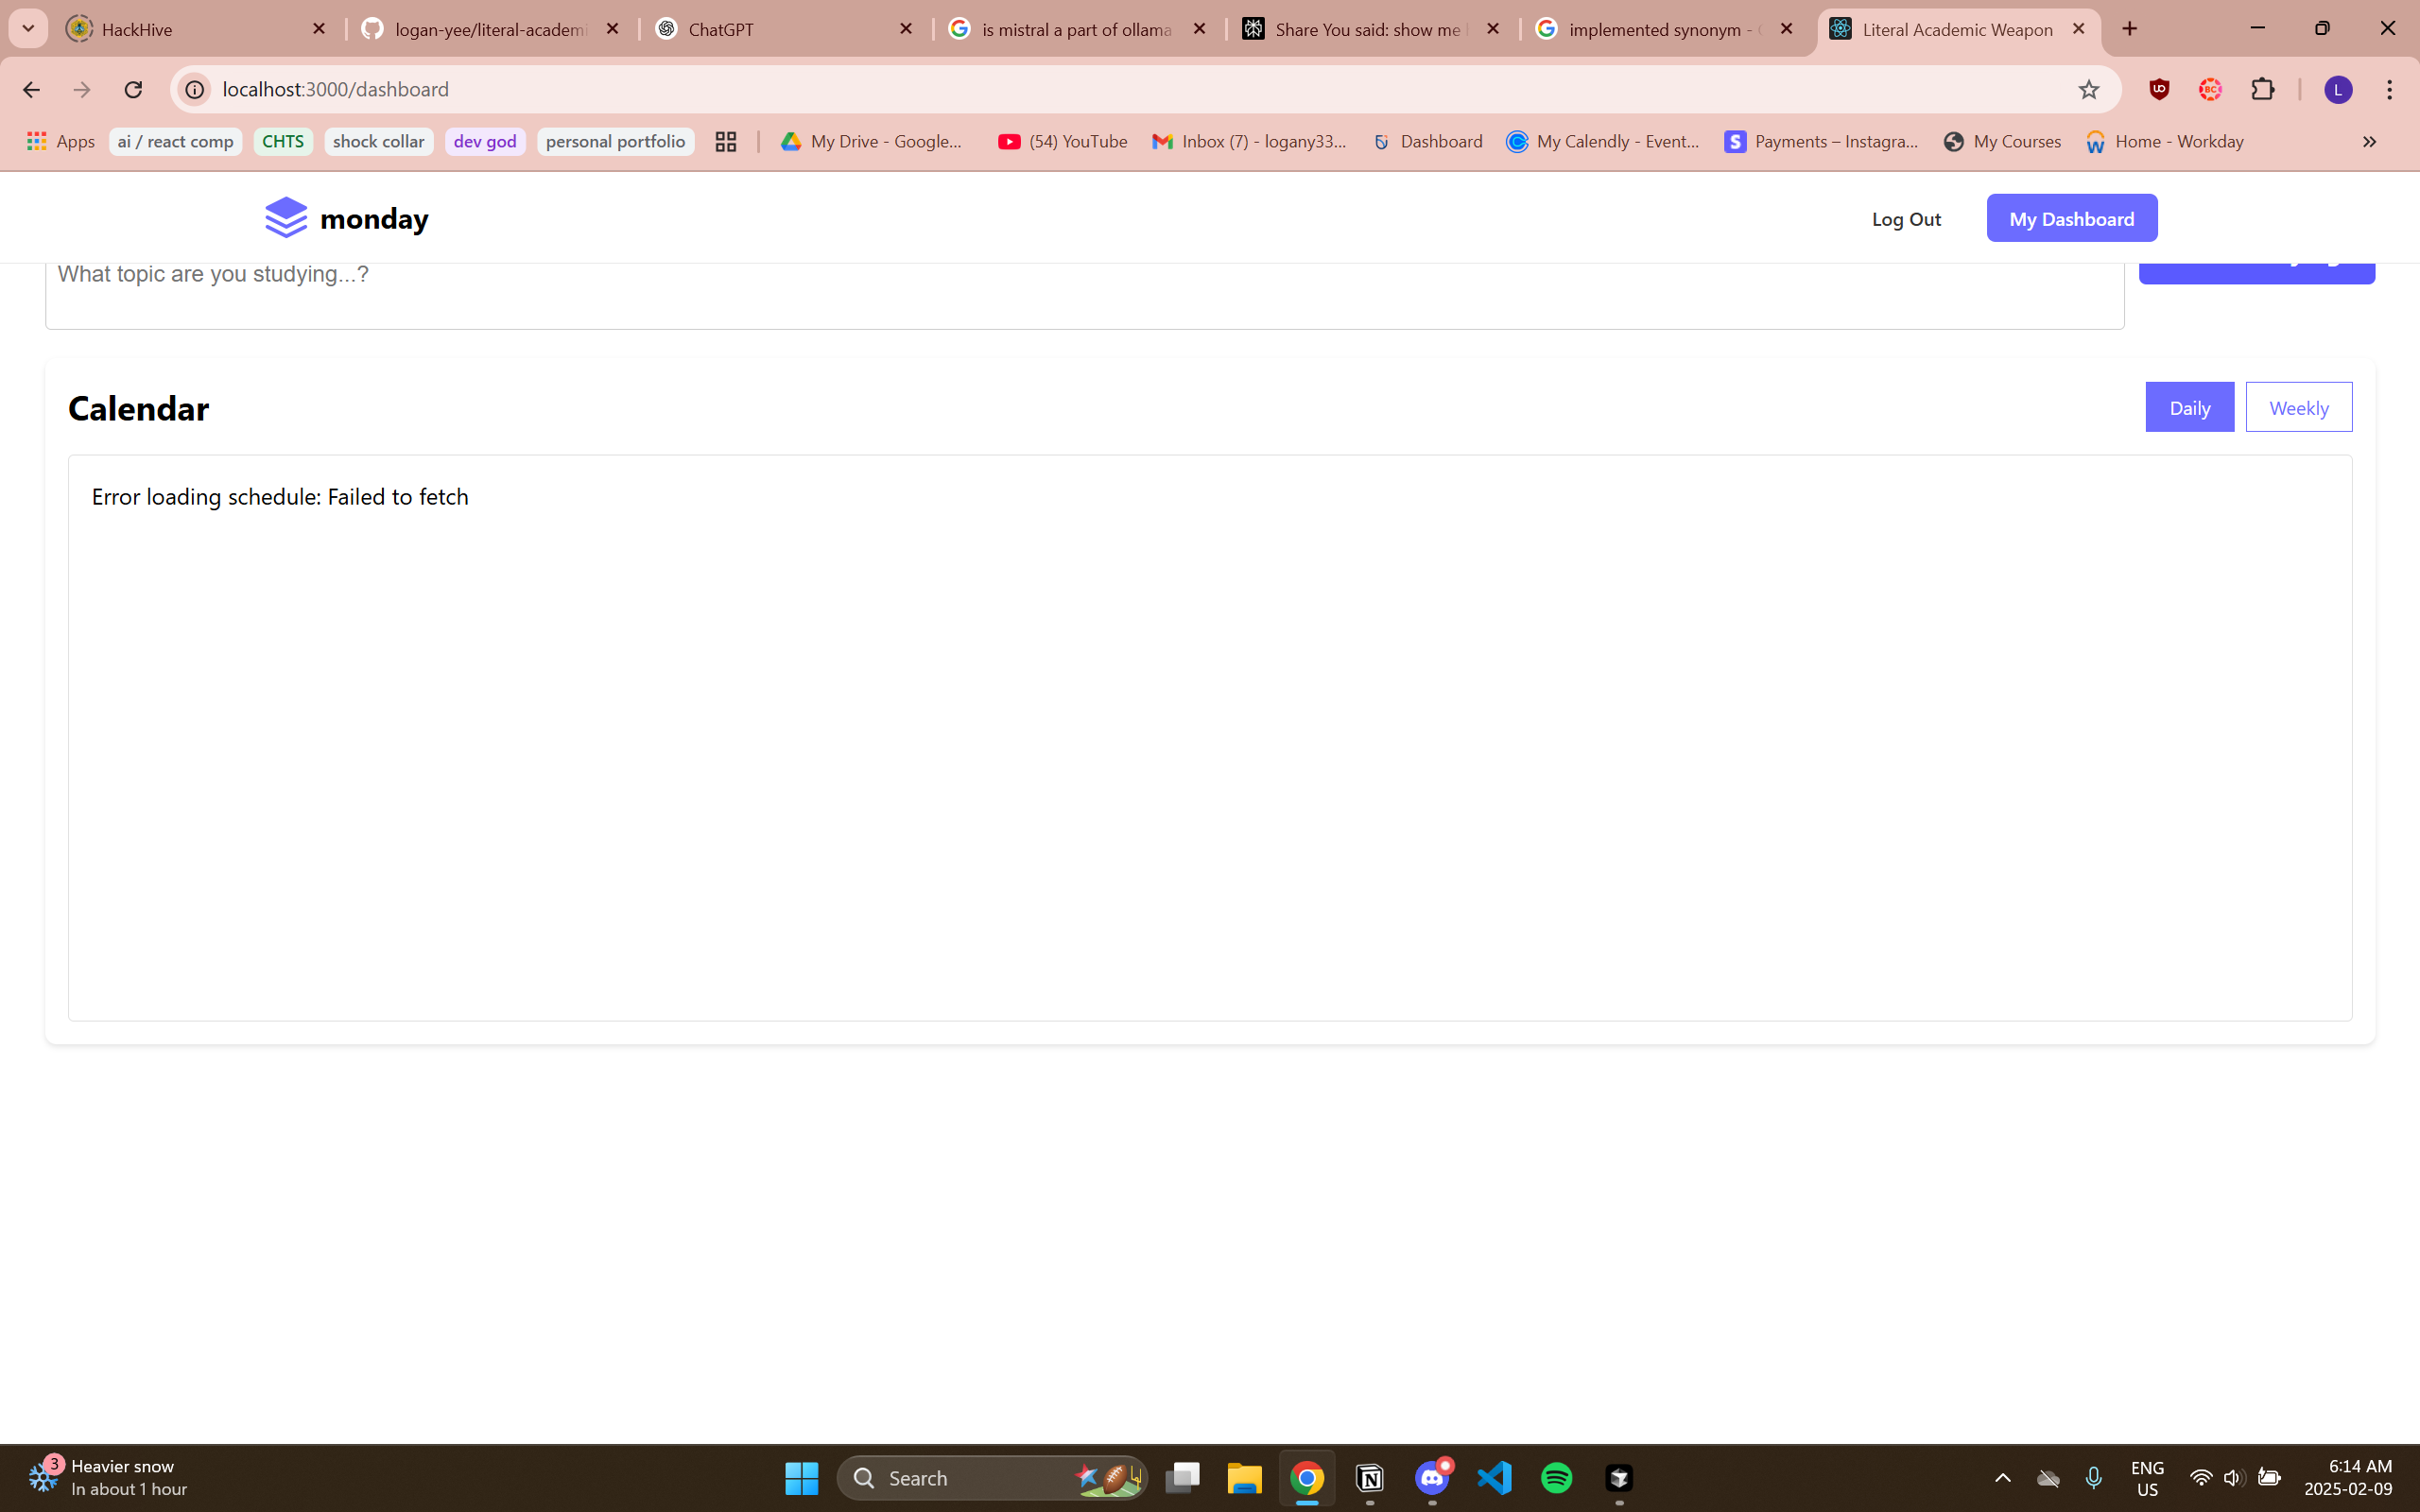 HackHive
logan-yee/literal-academi
ChatGPT
is mistral a part of ollama
Share You said: show me
implemented synonym -
Literal Academic Weapon
localhost:3000/dashboard
L
Apps
ai / react comp
CHTS
shock collar
dev god
personal portfolio
My Drive - Google...
(54) YouTube
Inbox (7) - logany33...
Dashboard
My Calendly - Event...
Payments – Instagra...
My Courses
Home - Workday
monday
Log Out
My Dashboard
What topic are you studying...?
Calendar
Daily
Weekly
Error loading schedule: Failed to fetch
3
Heavier snow
In about 1 hour
Search
ENG
US
6:14 AM
2025-02-09